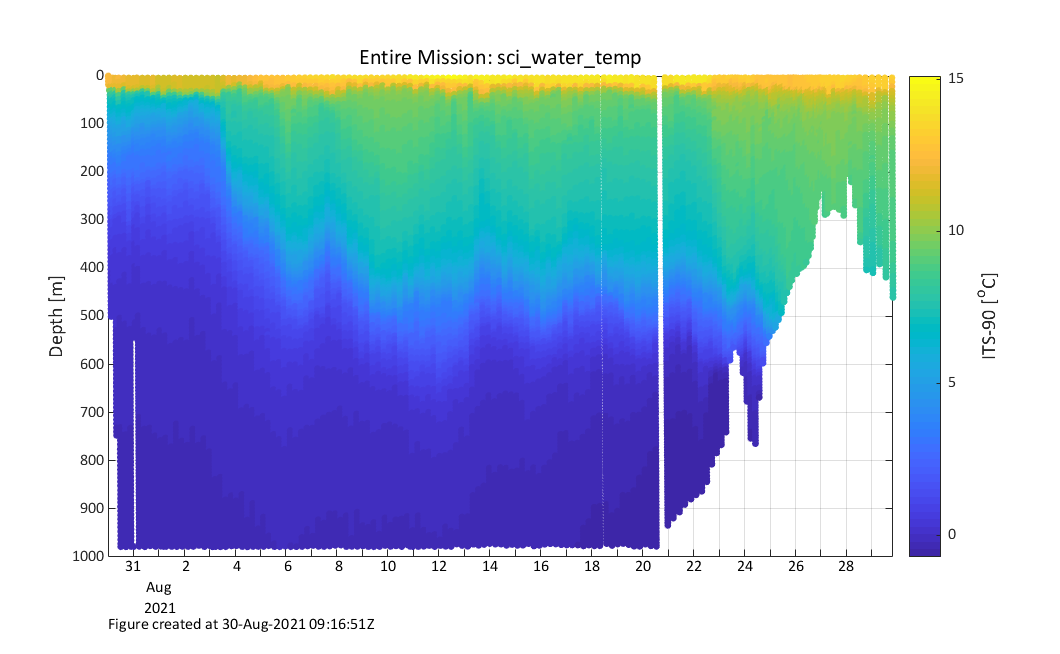 Entire Mission: sci_water_temp
0
100
200
300
400
500
600
700
800
900
1000
Depth [m]
31 2 4 6 8 10 12 14 16 18 20 22 24 26 28
Aug
2021
15
10
5
0
ITS-90 [°C]
Figure created at 30-Aug-2021 09:16:51Z